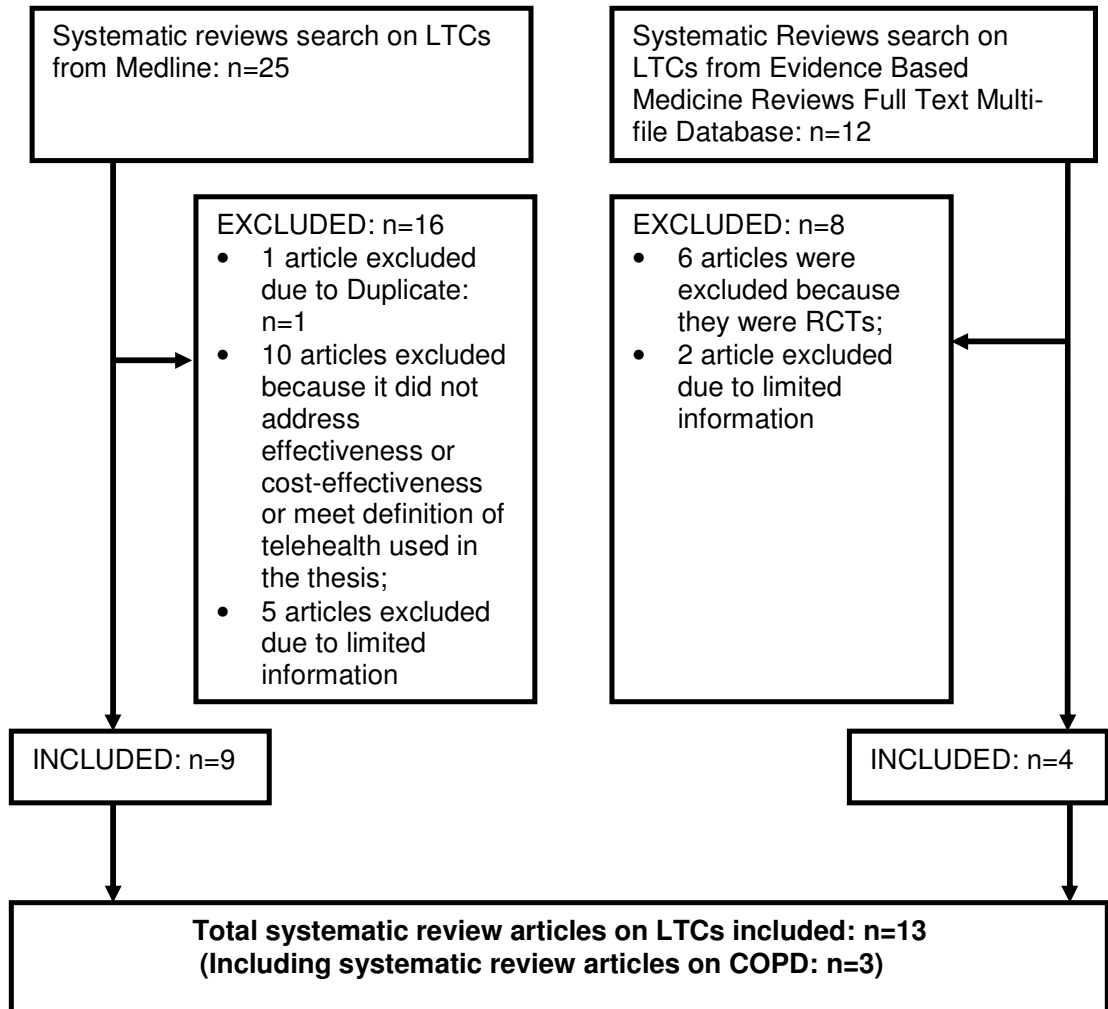 Systematic reviews search on LTCs
from Medline: n=25
Systematic Reviews search on
LTCs from Evidence Based
Medicine Reviews Full Text Multi-
file Database: n=12
EXCLUDED: n=16
• 1 article excluded
due to Duplicate:
n=1
• 10 articles excluded
because it did not
address
effectiveness or
cost-effectiveness
or meet definition of
telehealth used in
the thesis;
• 5 articles excluded
due to limited
information
EXCLUDED: n=8
• 6 articles were
excluded because
they were RCTs;
• 2 article excluded
due to limited
information
INCLUDED: n=9
INCLUDED: n=4
Total systematic review articles on LTCs included: n=13
(Including systematic review articles on COPD: n=3)